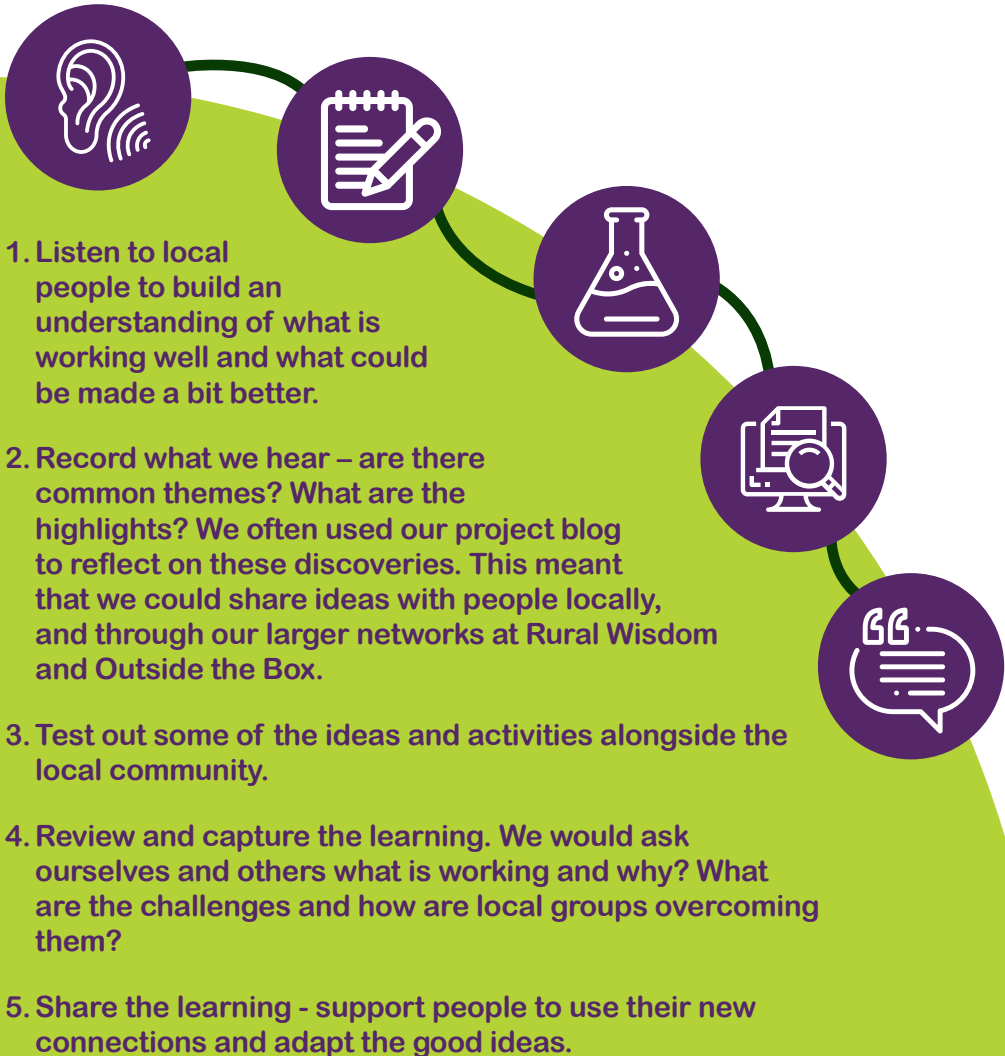 1. Listen to local
people to build an
understanding of what is
working well and what could
be made a bit better.
2. Record what we hear – are there
common themes? What are the
highlights? We often used our project blog
to reflect on these discoveries. This meant
that we could share ideas with people locally,
and through our larger networks at Rural Wisdom
and Outside the Box.
3. Test out some of the ideas and activities alongside the
local community.
4. Review and capture the learning. We would ask
ourselves and others what is working and why? What
are the challenges and how are local groups overcoming
them?
5. Share the learning - support people to use their new
connections and adapt the good ideas.